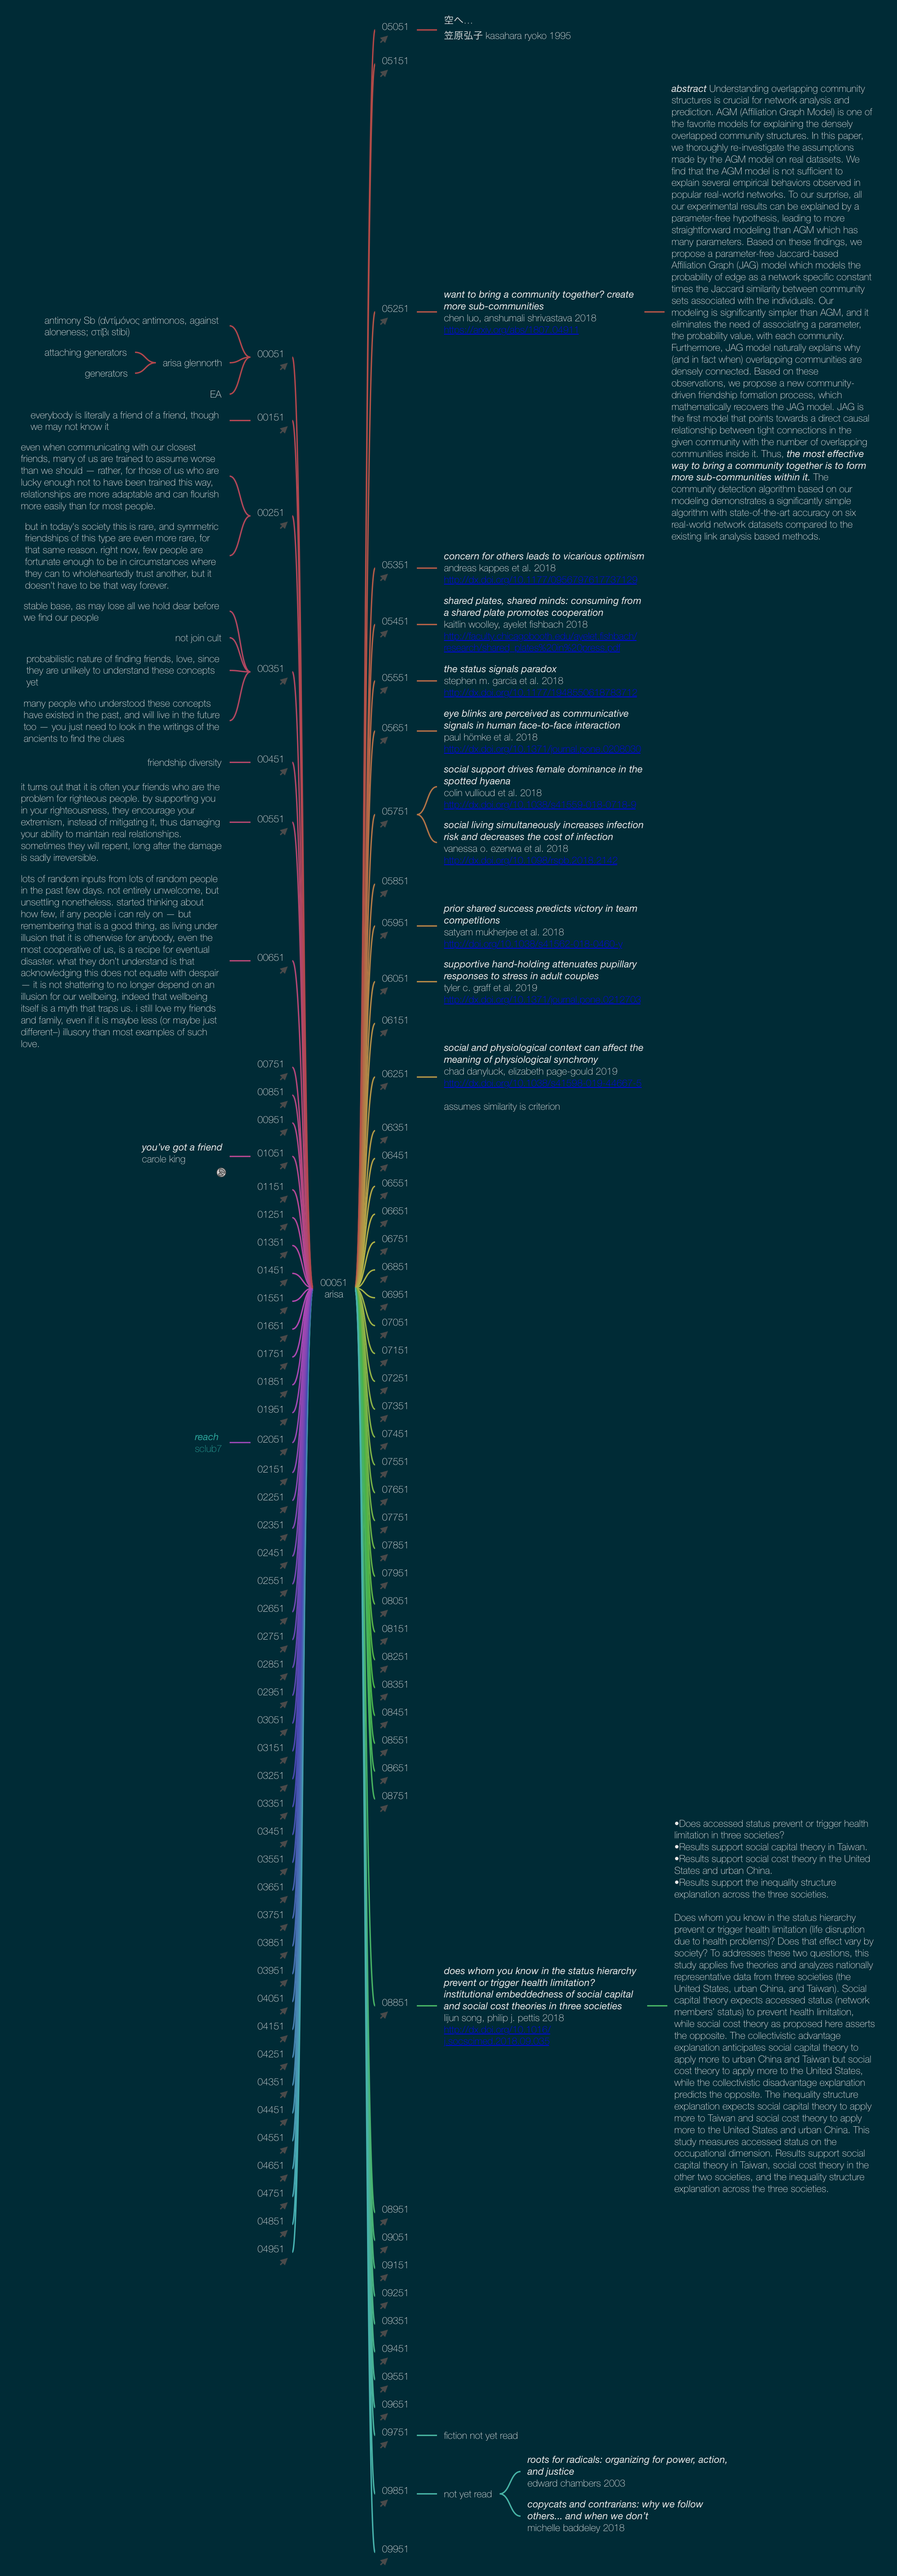 antimony Sb (ἀντίμόνος antimonos, against
aloneness; στίβι stibi)
attaching generators
generators
arisa glennorth
EA
00051
everybody is literally a friend of a friend, though
we may not know it
00151
even when communicating with our closest
friends, many of us are trained to assume worse
than we should — rather, for those of us who are
lucky enough not to have been trained this way,
relationships are more adaptable and can flourish
more easily than for most people.
but in today's society this is rare, and symmetric
friendships of this type are even more rare, for
that same reason. right now, few people are
fortunate enough to be in circumstances where
they can to wholeheartedly trust another, but it
doesn't have to be that way forever.
00251
stable base, as may lose all we hold dear before
we find our people
not join cult
probabilistic nature of finding friends, love, since
they are unlikely to understand these concepts
yet
many people who understood these concepts
have existed in the past, and will live in the future
too — you just need to look in the writings of the
ancients to find the clues
00351
friendship diversity
00451
it turns out that it is often your friends who are the
problem for righteous people. by supporting you
in your righteousness, they encourage your
extremism, instead of mitigating it, thus damaging
your ability to maintain real relationships.
sometimes they will repent, long after the damage
is sadly irreversible.
00551
lots of random inputs from lots of random people
in the past few days. not entirely unwelcome, but
unsettling nonetheless. started thinking about
how few, if any people i can rely on — but
remembering that is a good thing, as living under
illusion that it is otherwise for anybody, even the
most cooperative of us, is a recipe for eventual
disaster. what they don't understand is that
acknowledging this does not equate with despair
— it is not shattering to no longer depend on an
illusion for our wellbeing, indeed that wellbeing
itself is a myth that traps us. i still love my friends
and family, even if it is maybe less (or maybe just
different–) illusory than most examples of such
love.
00651
00751
00851
00951
you've got a friend
carole king
01051
01151
01251
01351
01451
01551
01651
01751
01851
01951
reach
sclub7
02051
02151
02251
02351
02451
02551
02651
02751
02851
02951
03051
03151
03251
03351
03451
03551
03651
03751
03851
03951
04051
04151
04251
04351
04451
04551
04651
04751
04851
04951
00051
arisa
05051
空へ…
笠原弘子 kasahara ryoko 1995
05151
05251
want to bring a community together? create
more sub-communities
chen luo, anshumali shrivastava 2018
abstract Understanding overlapping community
structures is crucial for network analysis and
prediction. AGM (Affiliation Graph Model) is one of
the favorite models for explaining the densely
overlapped community structures. In this paper,
we thoroughly re-investigate the assumptions
made by the AGM model on real datasets. We
find that the AGM model is not sufficient to
explain several empirical behaviors observed in
popular real-world networks. To our surprise, all
our experimental results can be explained by a
parameter-free hypothesis, leading to more
straightforward modeling than AGM which has
many parameters. Based on these findings, we
propose a parameter-free Jaccard-based
Affiliation Graph (JAG) model which models the
probability of edge as a network specific constant
times the Jaccard similarity between community
sets associated with the individuals. Our
modeling is significantly simpler than AGM, and it
eliminates the need of associating a parameter,
the probability value, with each community.
Furthermore, JAG model naturally explains why
(and in fact when) overlapping communities are
densely connected. Based on these
observations, we propose a new community-
driven friendship formation process, which
mathematically recovers the JAG model. JAG is
the first model that points towards a direct causal
relationship between tight connections in the
given community with the number of overlapping
communities inside it. Thus, the most effective
way to bring a community together is to form
more sub-communities within it. The
community detection algorithm based on our
modeling demonstrates a significantly simple
algorithm with state-of-the-art accuracy on six
real-world network datasets compared to the
existing link analysis based methods.
05351
concern for others leads to vicarious optimism
andreas kappes et al. 2018
05451
shared plates, shared minds: consuming from
a shared plate promotes cooperation
kaitlin woolley, ayelet fishbach 2018
05551
the status signals paradox
stephen m. garcia et al. 2018
05651
eye blinks are perceived as communicative
signals in human face-to-face interaction
paul hömke et al. 2018
05751
social support drives female dominance in the
spotted hyaena
colin vullioud et al. 2018
social living simultaneously increases infection
risk and decreases the cost of infection
vanessa o. ezenwa et al. 2018
05851
05951
prior shared success predicts victory in team
competitions
satyam mukherjee et al. 2018
06051
supportive hand-holding attenuates pupillary
responses to stress in adult couples
tyler c. graff et al. 2019
06151
06251
social and physiological context can affect the
meaning of physiological synchrony
chad danyluck, elizabeth page-gould 2019
assumes similarity is criterion
06351
06451
06551
06651
06751
06851
06951
07051
07151
07251
07351
07451
07551
07651
07751
07851
07951
08051
08151
08251
08351
08451
08551
08651
08751
08851
does whom you know in the status hierarchy
prevent or trigger health limitation?
institutional embeddedness of social capital
and social cost theories in three societies
lijun song, philip j. pettis 2018
•Does accessed status prevent or trigger health
limitation in three societies?
•Results support social capital theory in Taiwan.
•Results support social cost theory in the United
States and urban China.
•Results support the inequality structure
explanation across the three societies.
Does whom you know in the status hierarchy
prevent or trigger health limitation (life disruption
due to health problems)? Does that effect vary by
society? To addresses these two questions, this
study applies five theories and analyzes nationally
representative data from three societies (the
United States, urban China, and Taiwan). Social
capital theory expects accessed status (network
members' status) to prevent health limitation,
while social cost theory as proposed here asserts
the opposite. The collectivistic advantage
explanation anticipates social capital theory to
apply more to urban China and Taiwan but social
cost theory to apply more to the United States,
while the collectivistic disadvantage explanation
predicts the opposite. The inequality structure
explanation expects social capital theory to apply
more to Taiwan and social cost theory to apply
more to the United States and urban China. This
study measures accessed status on the
occupational dimension. Results support social
capital theory in Taiwan, social cost theory in the
other two societies, and the inequality structure
explanation across the three societies.
08951
09051
09151
09251
09351
09451
09551
09651
09751
fiction not yet read
09851
not yet read
roots for radicals: organizing for power, action,
and justice
edward chambers 2003
copycats and contrarians: why we follow
others... and when we don't
michelle baddeley 2018
09951